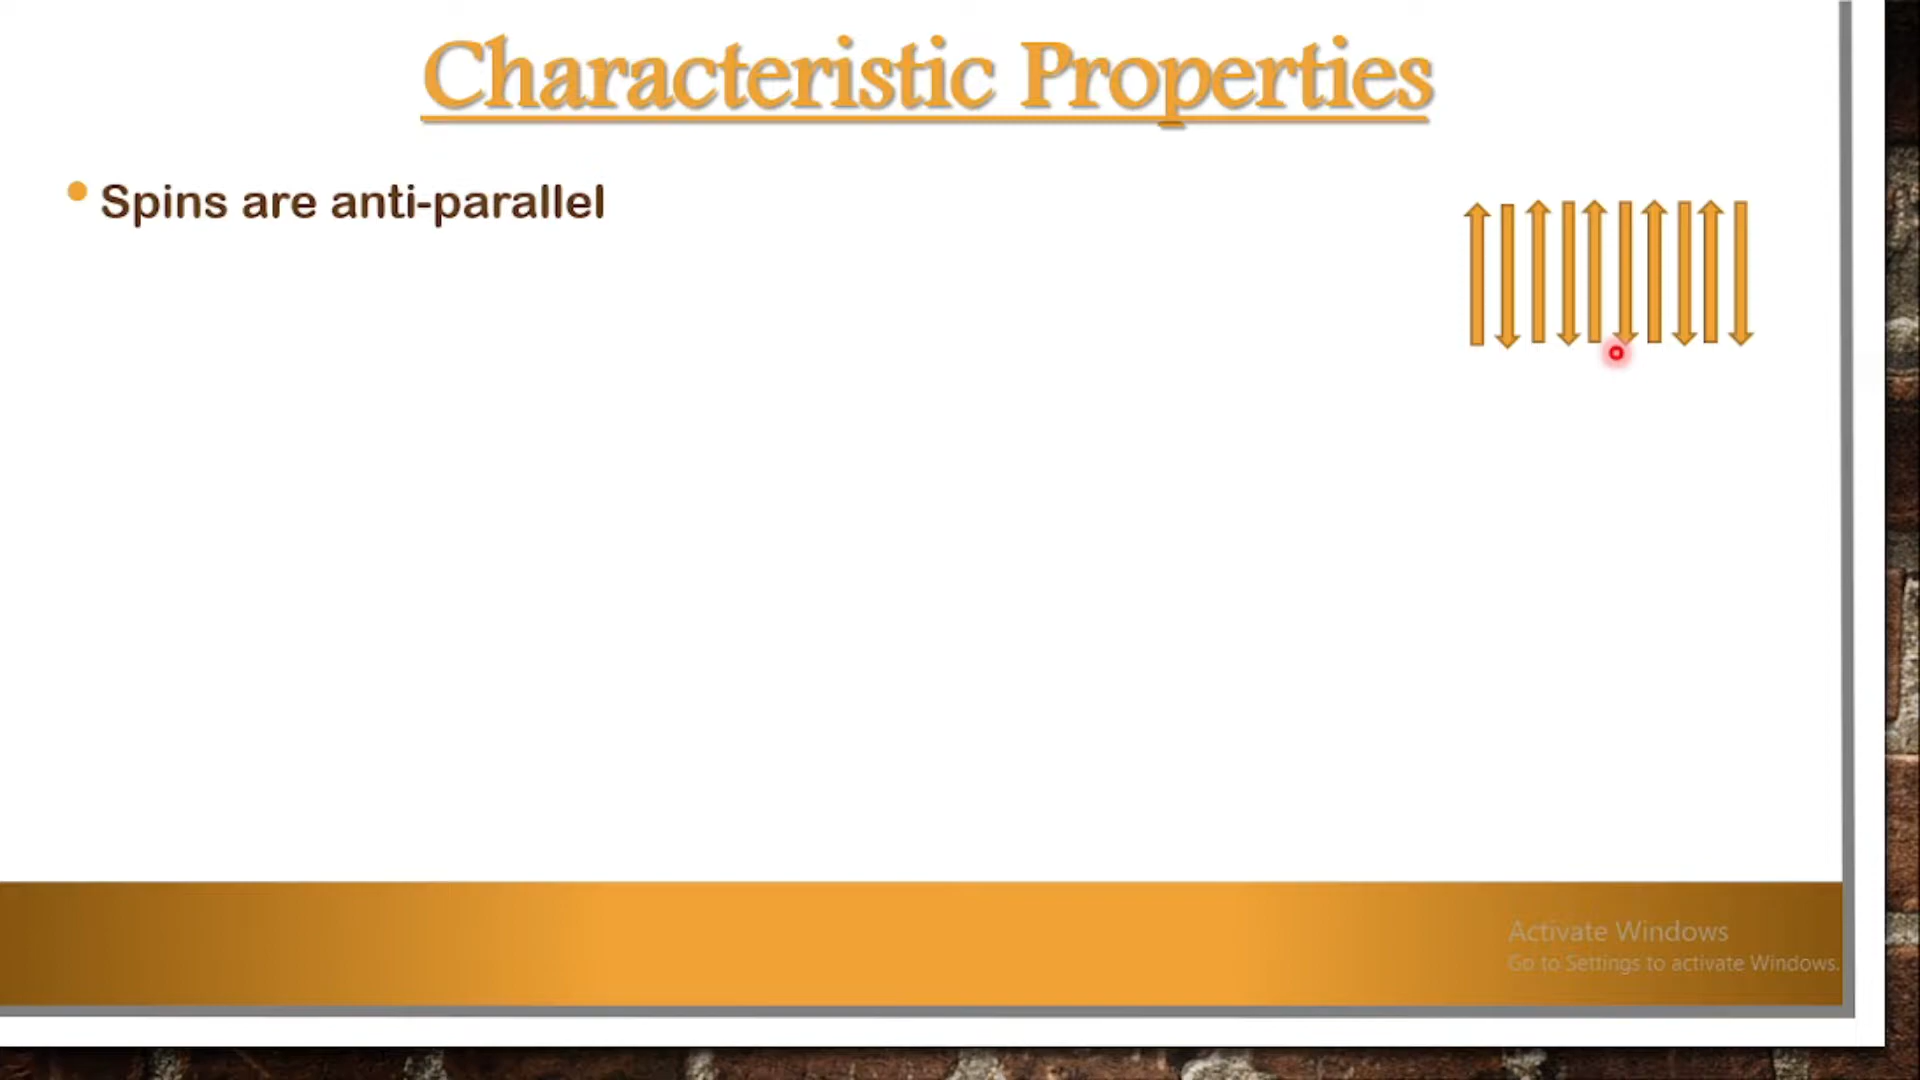 Characteristic Properties
Spins are anti-parallel
Activate Windows
Go to Settings to activate Windows.